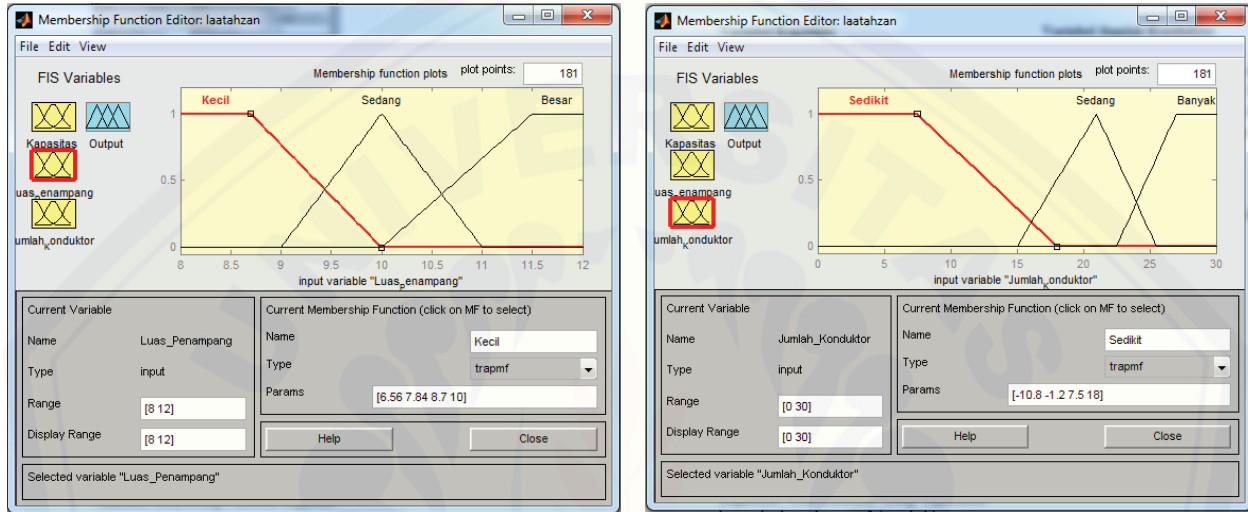 Membership Function Editor: laatahzan
File Edit View
FIS Variables
Membership function plots plot points: 181
Kapasitas Output
uas_penampang
umlah_Konduktor
Kecil Sedang Besar
1
0.5
0
8 8.5 9 9.5 10 10.5 11 11.5 12
input variable "Luas_penampang"
Current Variable
Name Luas_Penampang
Type input
Range [8 12]
Display Range [8 12]
Current Membership Function (click on MF to select)
Name Kecil
Type trapmf
Params [6.56 7.84 8.7 10]
Help Close
Selected variable "Luas_Penampang"
Membership Function Editor: laatahzan
File Edit View
FIS Variables
Membership function plots plot points: 181
Kapasitas Output
uas_penampang
umlah_Konduktor
Sedikit Sedang Banyak
1
0.5
0
0 5 10 15 20 25 30
input variable "Jumlah_Konduktor"
Current Variable
Name Jumlah_Konduktor
Type input
Range [0 30]
Display Range [0 30]
Current Membership Function (click on MF to select)
Name Sedikit
Type trapmf
Params [-10.8 -1.2 7.5 18]
Help Close
Selected variable "Jumlah_Konduktor"